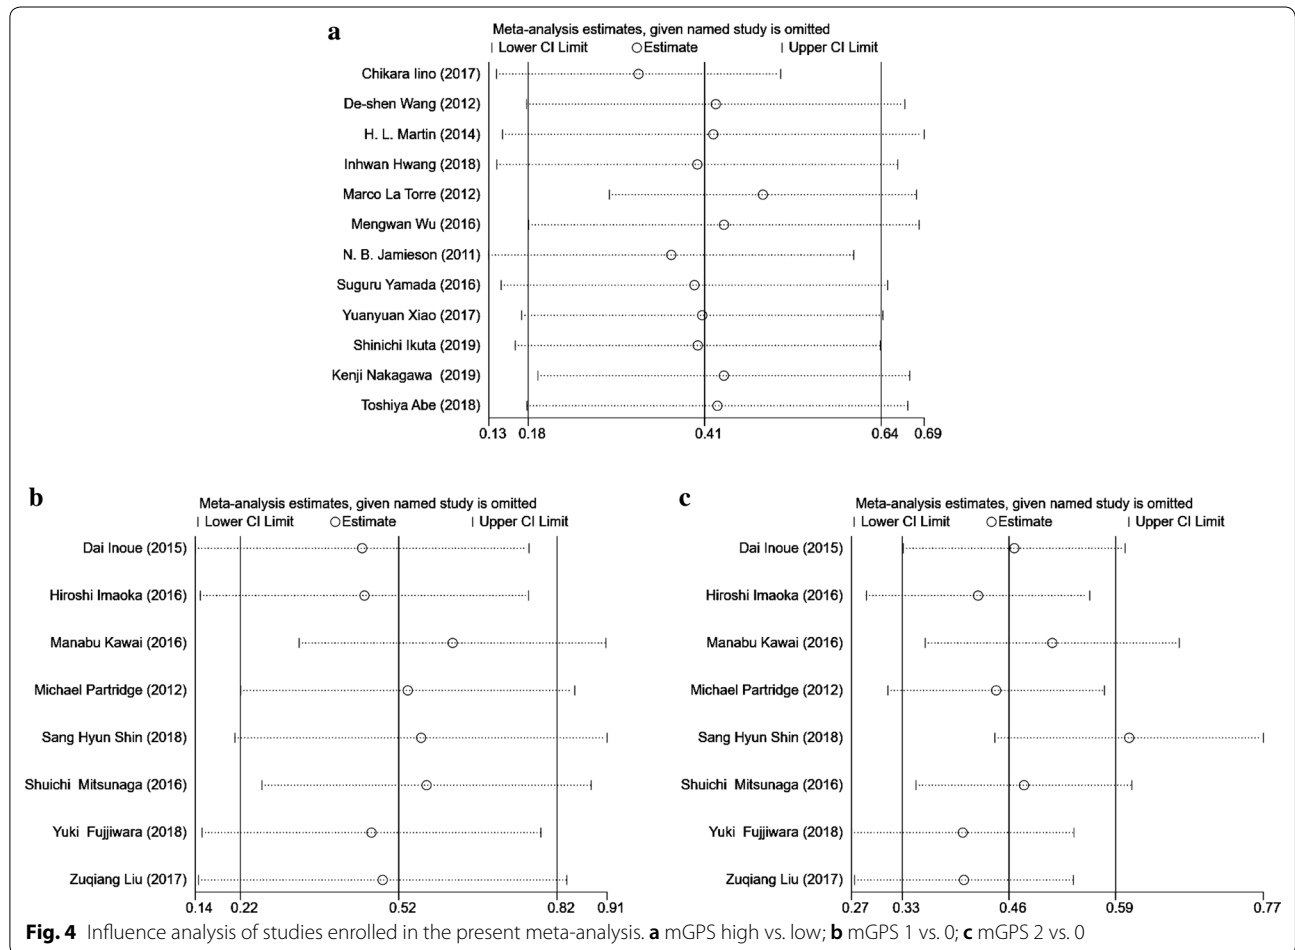 a
Meta-analysis estimates, given named study is omitted
Lower CI Limit Estimate Upper CI Limit
Chikara Iino (2017)
De-shen Wang (2012)
H. L. Martin (2014)
Inhwan Hwang (2018)
Marco La Torre (2012)
Mengwan Wu (2016)
N. B. Jamieson (2011)
Suguru Yamada (2016)
Yuanyuan Xiao (2017)
Shinichi Ikuta (2019)
Kenji Nakagawa (2019)
Toshiya Abe (2018)
0.13 0.18 0.41 0.64 0.69
b
Meta-analysis estimates, given named study is omitted
Lower CI Limit Estimate Upper CI Limit
Dai Inoue (2015)
Hiroshi Imaoka (2016)
Manabu Kawai (2016)
Michael Partridge (2012)
Sang Hyun Shin (2018)
Shuichi Mitsunaga (2016)
Yuki Fujjiwara (2018)
Zuqiang Liu (2017)
0.14 0.22 0.52 0.82 0.91
c
Meta-analysis estimates, given named study is omitted
Lower CI Limit Estimate Upper CI Limit
Dai Inoue (2015)
Hiroshi Imaoka (2016)
Manabu Kawai (2016)
Michael Partridge (2012)
Sang Hyun Shin (2018)
Shuichi Mitsunaga (2016)
Yuki Fujjiwara (2018)
Zuqiang Liu (2017)
0.27 0.33 0.46 0.59 0.77
Fig. 4 Influence analysis of studies enrolled in the present meta-analysis. a mGPS high vs. low; b mGPS 1 vs. 0; c mGPS 2 vs. 0